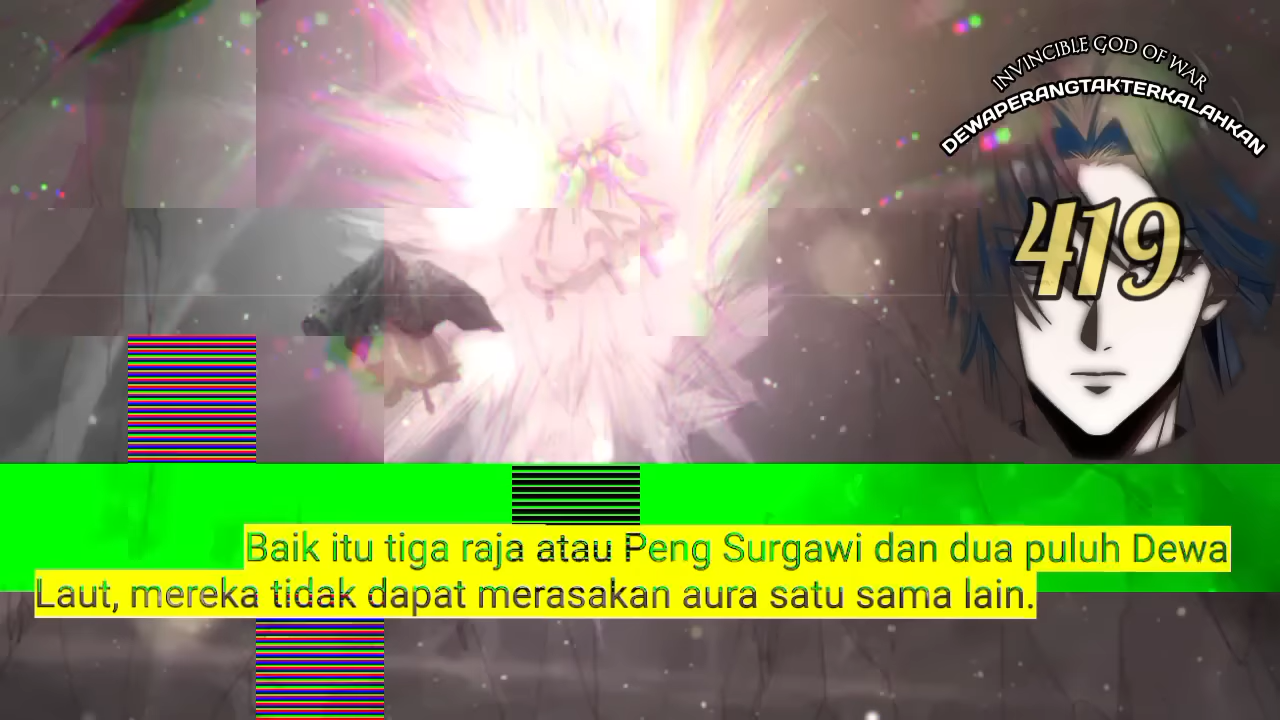 INVINCIBLE GOD OF WAR
DEWAPERANGTAKTERKALAHKAN
419
Baik itu tiga raja atau Peng Surgawi dan dua puluh Dewa
Laut, mereka tidak dapat merasakan aura satu sama lain.